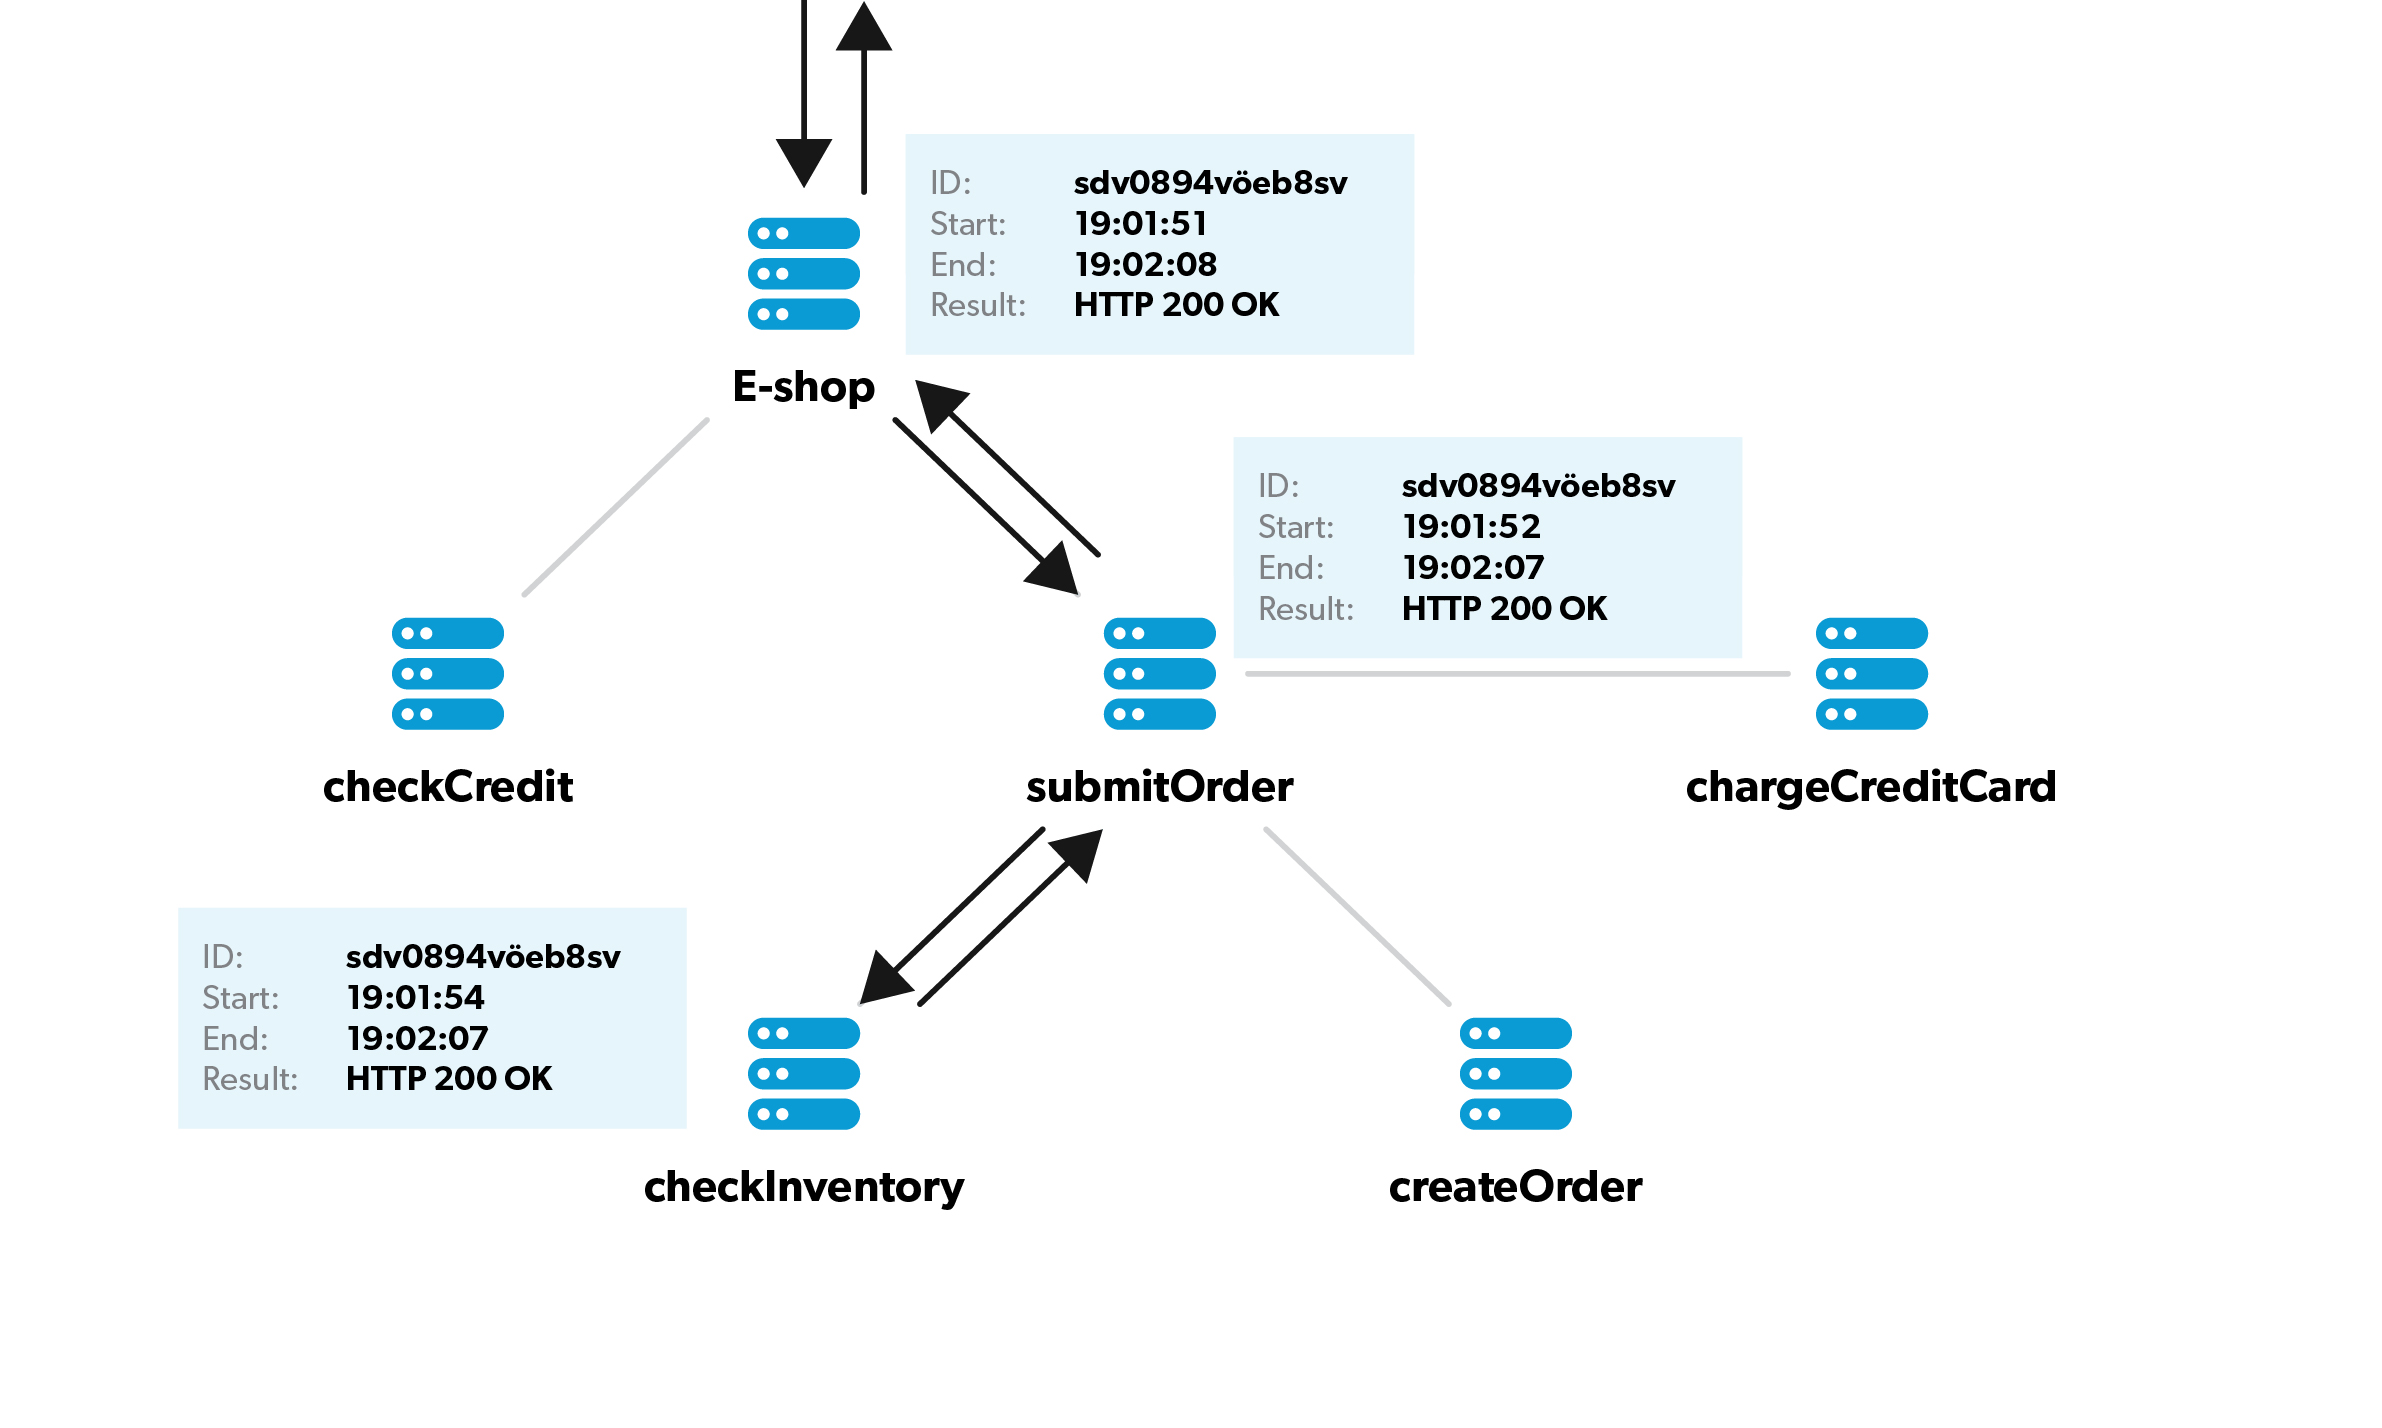 ID: sdv0894vöeb8sv
Start: 19:01:51
End: 19:02:08
Result: HTTP 200 OK
E-shop
ID: sdv0894vöeb8sv
Start: 19:01:52
End: 19:02:07
Result: HTTP 200 OK
checkCredit
submitOrder
chargeCreditCard
ID: sdv0894vöeb8sv
Start: 19:01:54
End: 19:02:07
Result: HTTP 200 OK
checkInventory
createOrder